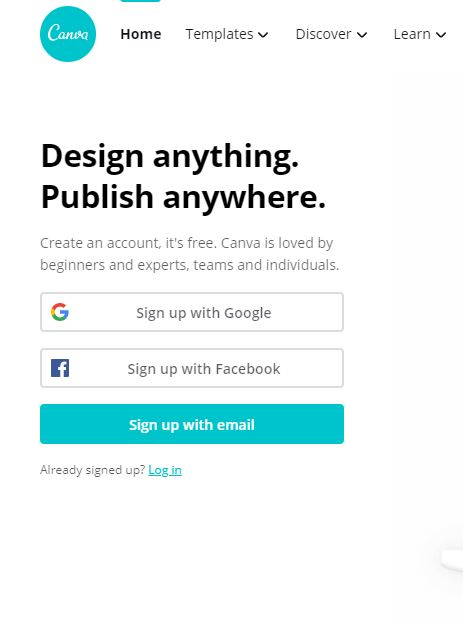 Canva
Home Templates Discover Learn
Design anything.
Publish anywhere.
Create an account, it's free. Canva is loved by
beginners and experts, teams and individuals.
Sign up with Google
Sign up with Facebook
Sign up with email
Already signed up? Log in